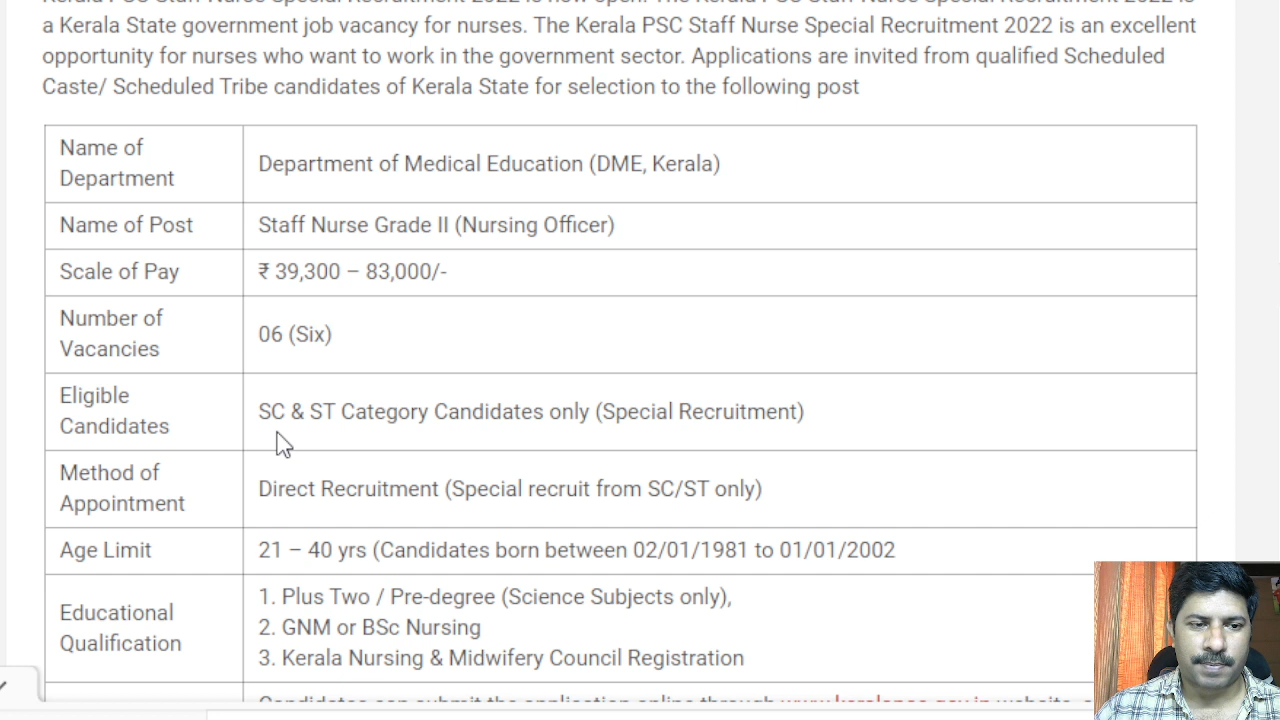 a Kerala State government job vacancy for nurses. The Kerala PSC Staff Nurse Special Recruitment 2022 is an excellent
opportunity for nurses who want to work in the government sector. Applications are invited from qualified Scheduled
Caste/ Scheduled Tribe candidates of Kerala State for selection to the following post
Name of
Department
Department of Medical Education (DME, Kerala)
Name of Post
Staff Nurse Grade II (Nursing Officer)
Scale of Pay
₹ 39,300 – 83,000/-
Number of
Vacancies
06 (Six)
Eligible
Candidates
SC & ST Category Candidates only (Special Recruitment)
Method of
Appointment
Direct Recruitment (Special recruit from SC/ST only)
Age Limit
21 – 40 yrs (Candidates born between 02/01/1981 to 01/01/2002
Educational
Qualification
1. Plus Two / Pre-degree (Science Subjects only),
2. GNM or BSc Nursing
3. Kerala Nursing & Midwifery Council Registration